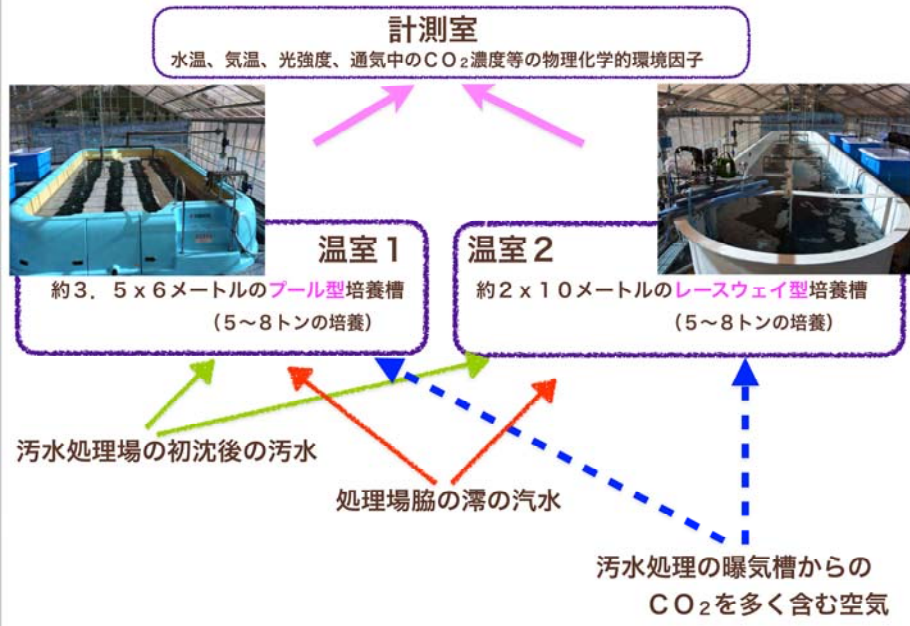 計測室
水温、気温、光強度、通気中のCO₂濃度等の物理化学的環境因子
温室1
約3.5x6メートルのプール型培養槽
(5〜8トンの培養)
温室2
約2x10メートルのレースウェイ型培養槽
(5〜8トンの培養)
汚水処理場の初沈後の汚水
処理場脇の澪の汽水
汚水処理の曝気槽からの
CO₂を多く含む空気